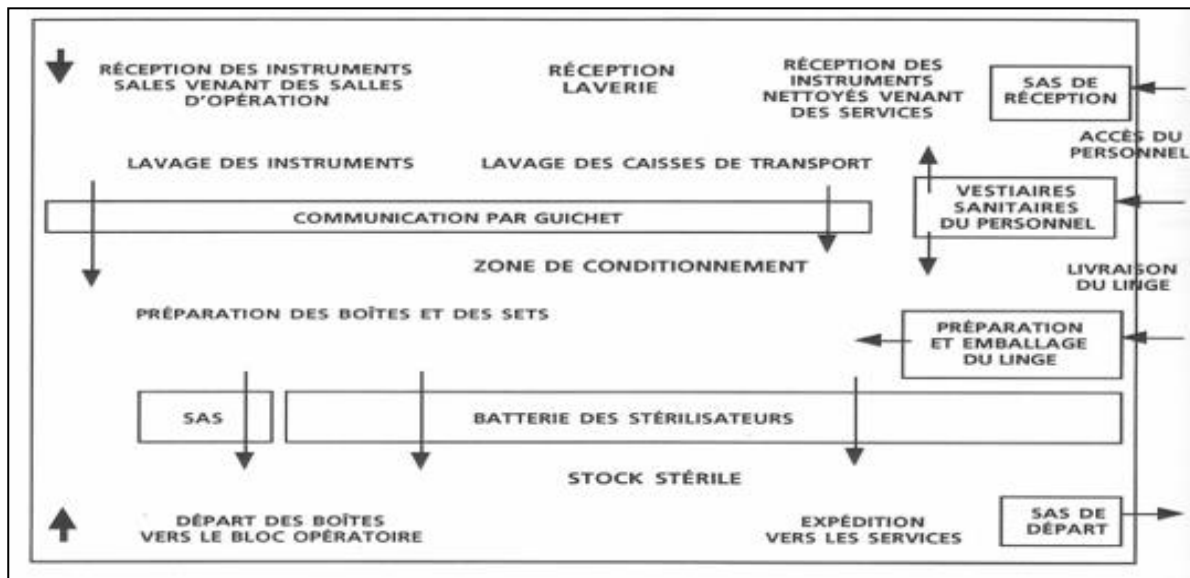 RÉCEPTION DES INSTRUMENTS
SALES VENANT DES SALLES
D'OPÉRATION
RÉCEPTION
LAVERIE
RÉCEPTION DES
INSTRUMENTS
NETTOYÉS VENANT
DES SERVICES
SAS DE
RÉCEPTION
ACCÈS DU
PERSONNEL
LAVAGE DES INSTRUMENTS
LAVAGE DES CAISSES DE TRANSPORT
VESTIAIRES
SANITAIRES
DU PERSONNEL
COMMUNICATION PAR GUICHET
ZONE DE CONDITIONNEMENT
LIVRAISON
DU LINGE
PRÉPARATION DES BOÎTES ET DES SETS
PRÉPARATION
ET EMBALLAGE
DU LINGE
SAS
BATTERIE DES STÉRILISATEURS
STOCK STÉRILE
DÉPART DES BOÎTES
VERS LE BLOC OPÉRATOIRE
EXPÉDITION
VERS LES SERVICES
SAS DE
DÉPART